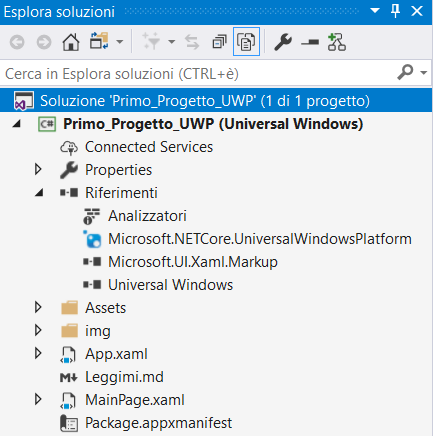 Esplora soluzioni
Cerca in Esplora soluzioni (CTRL+è)
Soluzione 'Primo_Progetto_UWP' (1 di 1 progetto)
C# Primo_Progetto_UWP (Universal Windows)
Connected Services
Properties
Riferimenti
Analizzatori
Microsoft.NETCore.UniversalWindowsPlatform
Microsoft.UI.Xaml.Markup
Universal Windows
Assets
img
App.xaml
Leggimi.md
MainPage.xaml
Package.appxmanifest